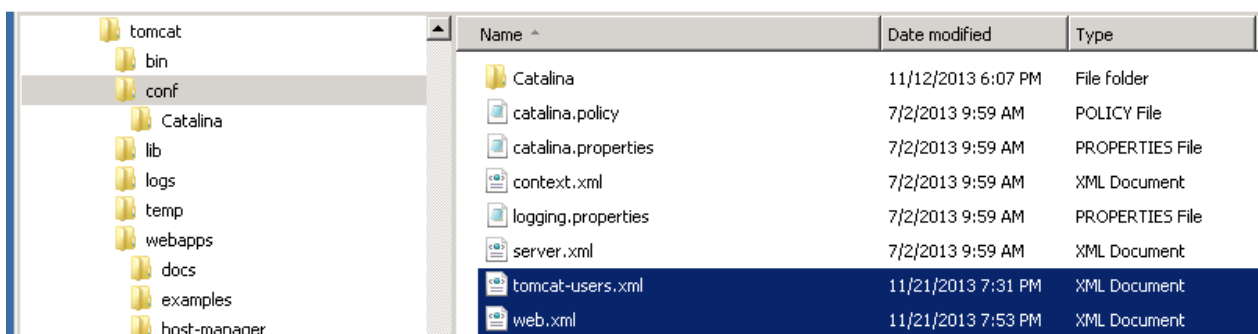 tomcat
bin
conf
Catalina
lib
logs
temp
webapps
docs
examples
host-manager
Name Date modified Type
Catalina 11/12/2013 6:07 PM File folder
catalina.policy 7/2/2013 9:59 AM POLICY File
catalina.properties 7/2/2013 9:59 AM PROPERTIES File
context.xml 7/2/2013 9:59 AM XML Document
logging.properties 7/2/2013 9:59 AM PROPERTIES File
server.xml 7/2/2013 9:59 AM XML Document
tomcat-users.xml 11/21/2013 7:31 PM XML Document
web.xml 11/21/2013 7:53 PM XML Document